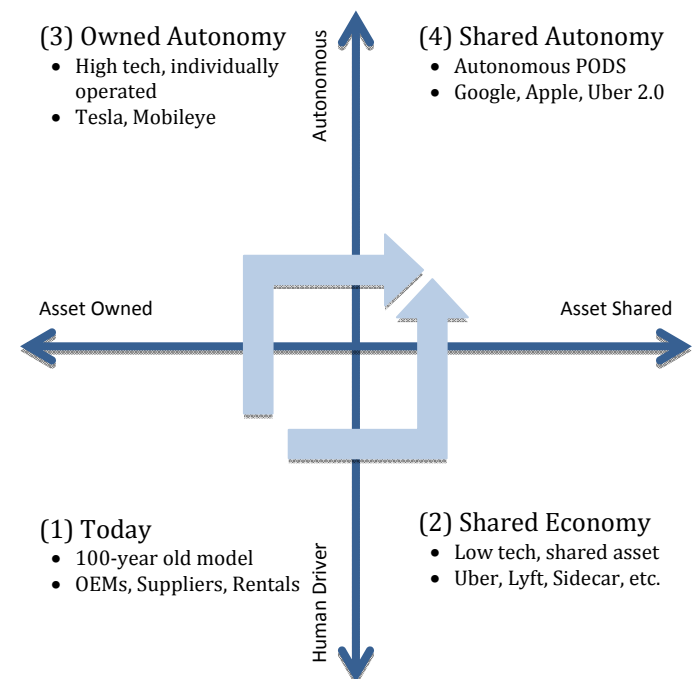 (3) Owned Autonomy
• High tech, individually
operated
• Tesla, Mobileye
Autonomous
(4) Shared Autonomy
• Autonomous PODS
• Google, Apple, Uber 2.0
Asset Owned
Asset Shared
(1) Today
• 100-year old model
• OEMs, Suppliers, Rentals
Human Driver
(2) Shared Economy
• Low tech, shared asset
• Uber, Lyft, Sidecar, etc.